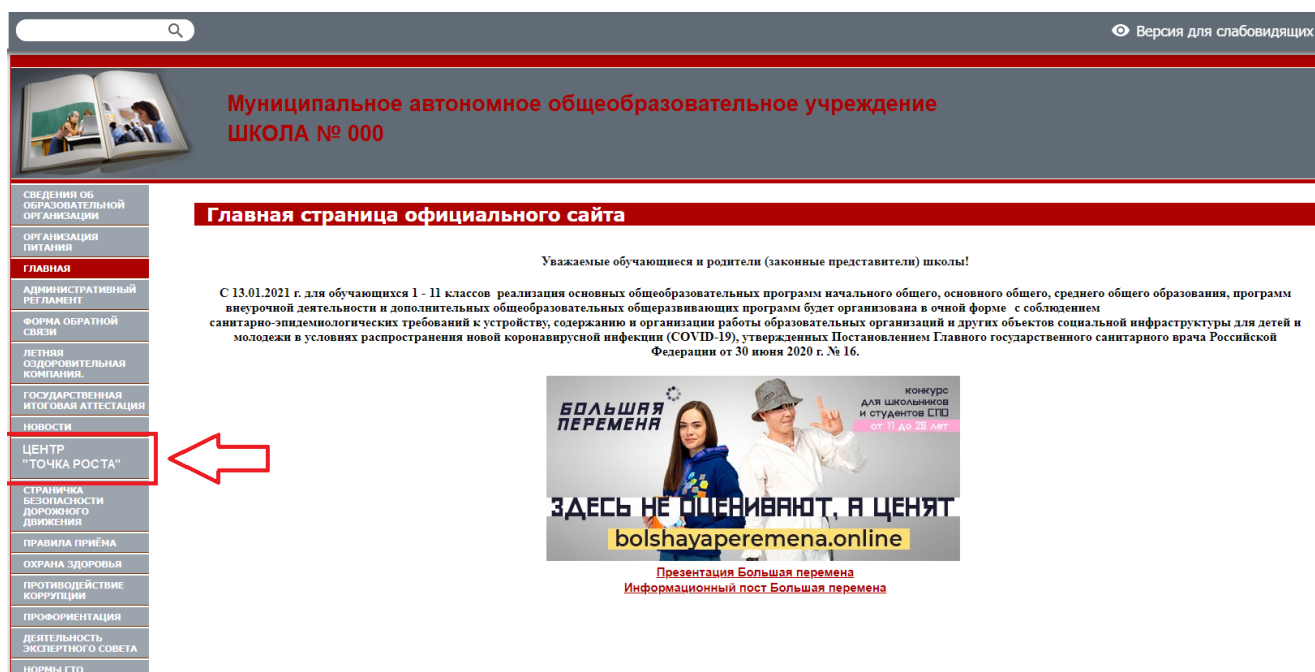 Версия для слабовидящих
Муниципальное автономное общеобразовательное учреждение
ШКОЛА № 000
СВЕДЕНИЯ ОБ
ОБРАЗОВАТЕЛЬНОЙ
ОРГАНИЗАЦИИ
ОРГАНИЗАЦИЯ
ПИТАНИЯ
ГЛАВНАЯ
АДМИНИСТРАТИВНЫЙ
РЕГЛАМЕНТ
ФОРМА ОБРАТНОЙ
СВЯЗИ
ЛЕТНЯЯ
ОЗДОРОВИТЕЛЬНАЯ
КОМПАНИЯ.
ГОСУДАРСТВЕННАЯ
ИТОГОВАЯ АТТЕСТАЦИЯ
НОВОСТИ
ЦЕНТР
"ТОЧКА РОСТА"
СТРАНИЧКА
БЕЗОПАСНОСТИ
ДОРОЖНОГО
ДВИЖЕНИЯ
ПРАВИЛА ПРИЁМА
ОХРАНА ЗДОРОВЬЯ
ПРОТИВОДЕЙСТВИЕ
КОРРУПЦИИ
ПРОФОРИЕНТАЦИЯ
ДЕЯТЕЛЬНОСТЬ
ЭКСПЕРТНОГО СОВЕТА
НОРМЫ ГТО
Главная страница официального сайта
Уважаемые обучающиеся и родители (законные представители) школы!
С 13.01.2021 г. для обучающихся 1 - 11 классов реализация основных общеобразовательных программ начального общего, основного общего, среднего общего образования, программ
внеурочной деятельности и дополнительных общеобразовательных общеразвивающих программ будет организована в очной форме с соблюдением
санитарно-эпидемиологических требований к устройству, содержанию и организации работы образовательных организаций и других объектов социальной инфраструктуры для детей и
молодежи в условиях распространения новой коронавирусной инфекции (COVID-19), утвержденных Постановлением Главного государственного санитарного врача Российской
Федерации от 30 июня 2020 г. № 16.
БОЛЬШАЯ
ПЕРЕМЕНА
конкурс
для школьников
и студентов СПО
от 11 до 25 лет
ЗДЕСЬ НЕ ОЦЕНИВАЮТ, А ЦЕНЯТ
bolshayaperemena.online
Презентация Большая перемена
Информационный пост Большая перемена